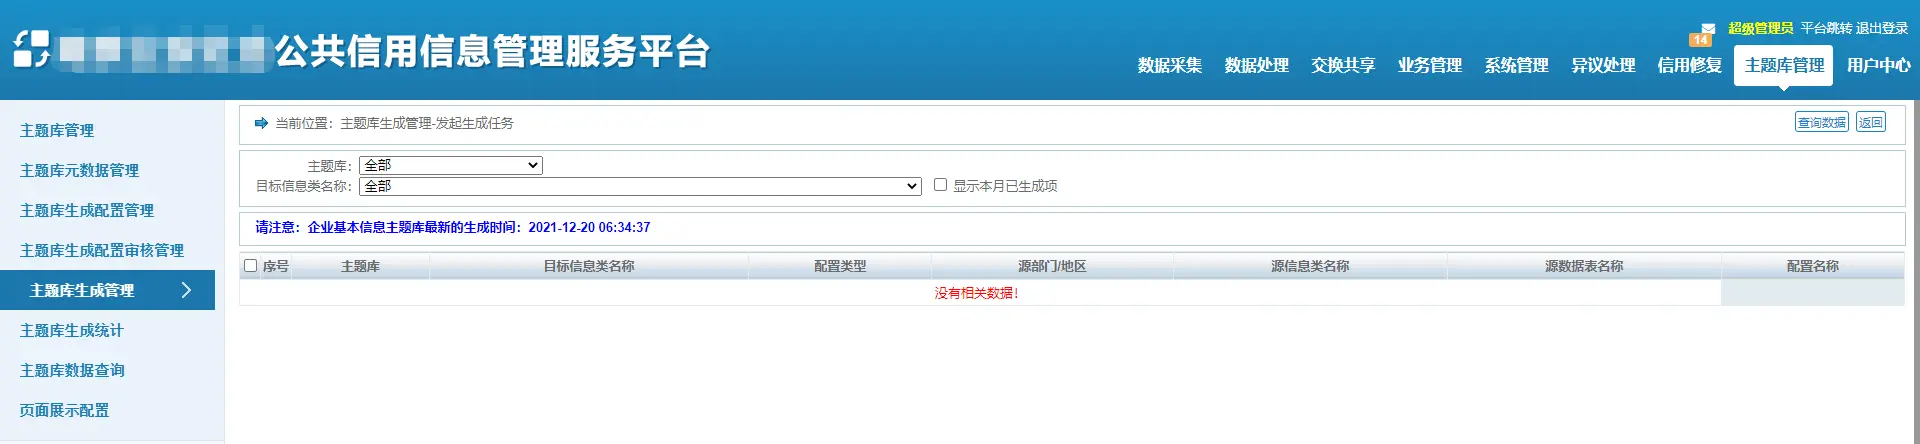 公共信用信息管理服务平台
14
超级管理员 平台跳转 退出登录
数据采集 数据处理 交换共享 业务管理 系统管理 异议处理 信用修复 主题库管理 用户中心
主题库管理
主题库元数据管理
主题库生成配置管理
主题库生成配置审核管理
主题库生成管理
主题库生成统计
主题库数据查询
页面展示配置
当前位置：主题库生成管理-发起生成任务
查询数据 返回
主题库： 全部
目标信息类名称： 全部 显示本月已生成项
请注意：企业基本信息主题库最新的生成时间：2021-12-20 06:34:37
序号 主题库 目标信息类名称 配置类型 源部门/地区 源信息类名称 源数据表名称 配置名称
没有相关数据!